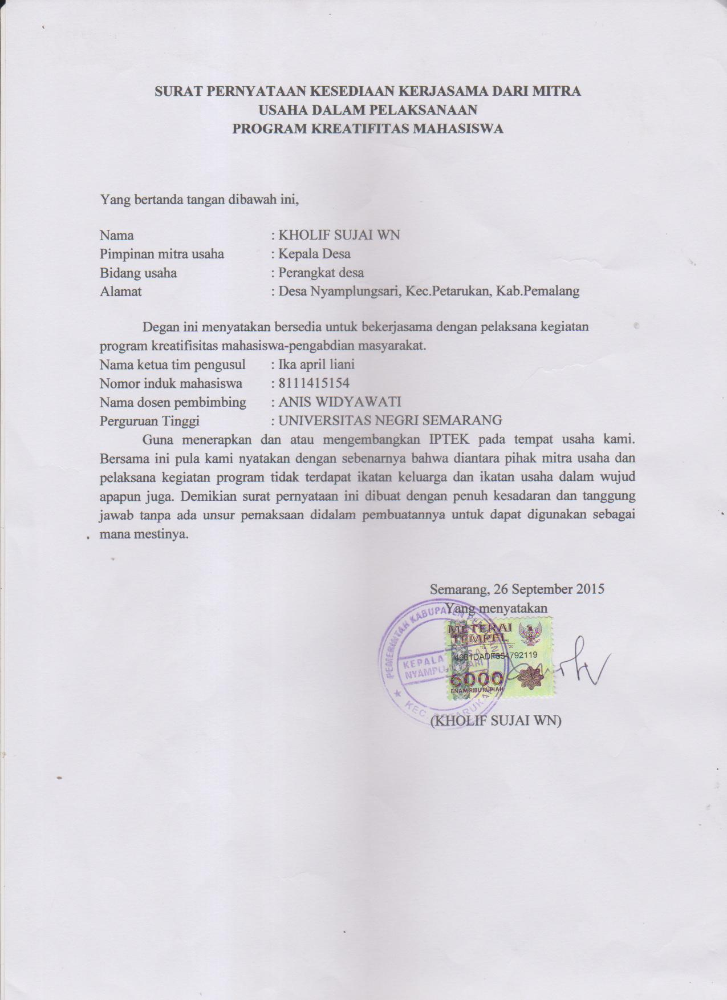 SURAT PERNYATAAN KESEDIAAN KERJASAMA DARI MITRA
USAHA DALAM PELAKSANAAN
PROGRAM KREATIFITAS MAHASISWA
Yang bertanda tangan dibawah ini,
Nama : KHOLIF SUJAI WN
Pimpinan mitra usaha : Kepala Desa
Bidang usaha : Perangkat desa
Alamat : Desa Nyamplungsari, Kec.Petarukan, Kab.Pemalang
Degan ini menyatakan bersedia untuk bekerjasama dengan pelaksana kegiatan
program kreatifisitas mahasiswa-pengabdian masyarakat.
Nama ketua tim pengusul : Ika april liani
Nomor induk mahasiswa : 8111415154
Nama dosen pembimbing : ANIS WIDYAWATI
Perguruan Tinggi : UNIVERSITAS NEGRI SEMARANG
Guna menerapkan dan atau mengembangkan IPTEK pada tempat usaha kami.
Bersama ini pula kami nyatakan dengan sebenarnya bahwa diantara pihak mitra usaha dan
pelaksana kegiatan program tidak terdapat ikatan keluarga dan ikatan usaha dalam wujud
apapun juga. Demikian surat pernyataan ini dibuat dengan penuh kesadaran dan tanggung
jawab tanpa ada unsur pemaksaan didalam pembuatannya untuk dapat digunakan sebagai
mana mestinya.
Semarang, 26 September 2015
Yang menyatakan
PEMERINTAH KABUPATEN
KEPALA
NYAMPLUNGSARI
KEC. PETARUKAN
METERAI
TEMPEL
TGL 20
6000
ENAM RIBU RUPIAH
(KHOLIF SUJAI WN)